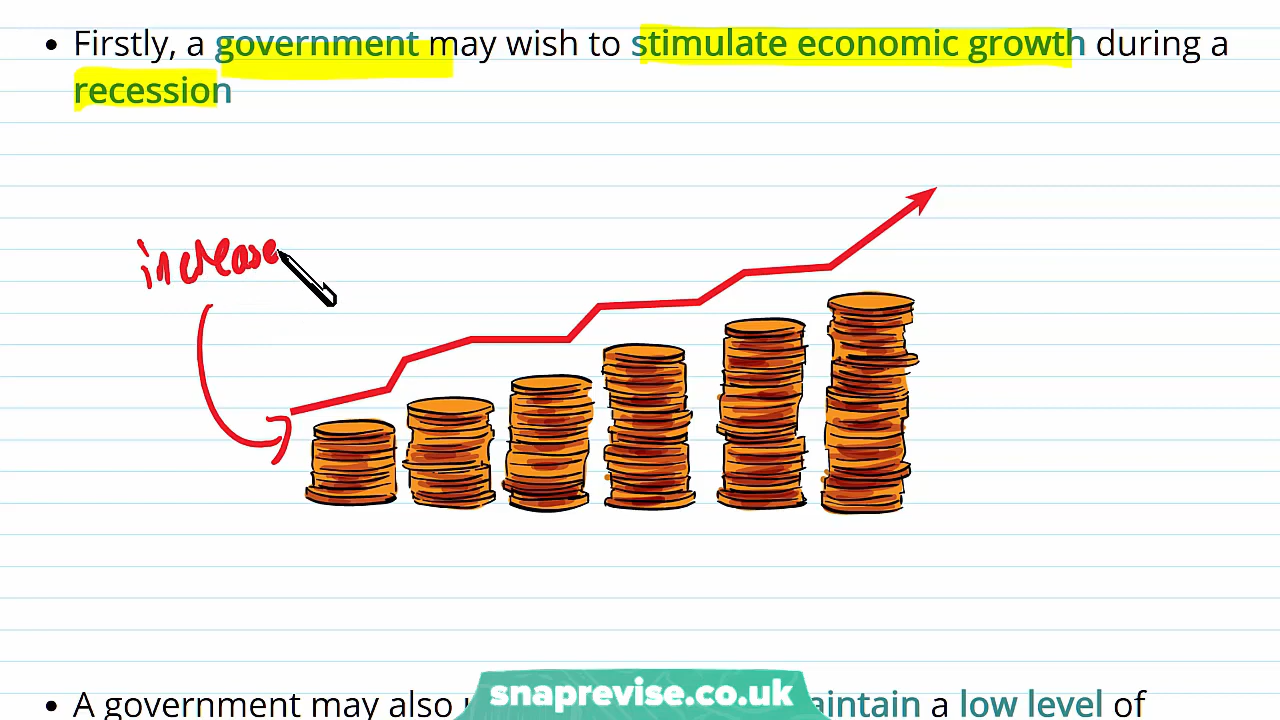 • Firstly, a government may wish to stimulate economic growth during a
recession
increase
• A government may also
maintain a low level of
snaprevise.co.uk